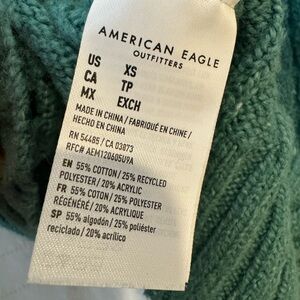 AMERICAN EAGLE
OUTFITTERS
US XS
CA TP
MX EXCH
MADE IN CHINA / FABRIQUÉ EN CHINE /
HECHO EN CHINA
RN 54485 / CA 03873
RFC# AEM120605U9A
EN 55% COTTON / 25% RECYCLED
POLYESTER / 20% ACRYLIC
FR 55% COTON / 25% POLYESTER
RÉGÉNÉRÉ / 20% ACRYLIQUE
SP 55% algodón / 25% poliéster
reciclado / 20% acrílico